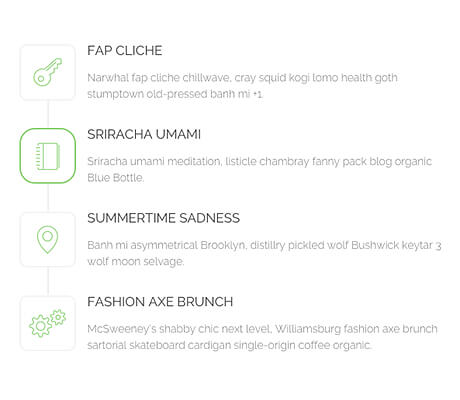 FAP CLICHE
Narwhal fap cliche chillwave, cray squid kogi lomo health goth
stumptown old-pressed banh mi +1.
SRIRACHA UMAMI
Sriracha umami meditation, listicle chambray fanny pack blog organic
Blue Bottle.
SUMMERTIME SADNESS
Banh mi asymmetrical Brooklyn, distillry pickled wolf Bushwick keytar 3
wolf moon selvage.
FASHION AXE BRUNCH
McSweeney's shabby chic next level, Williamsburg fashion axe brunch
sartorial skateboard cardigan single-origin coffee organic.